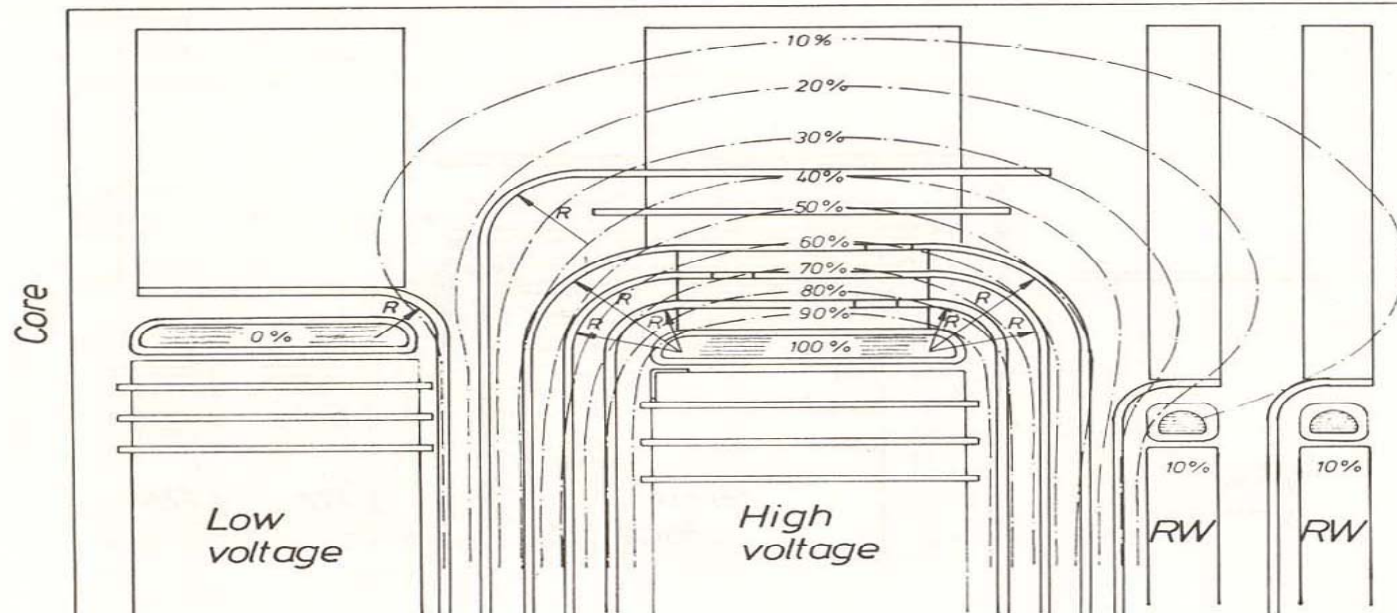 10%
20%
30%
40%
R
50%
60%
70%
R
R
80%
R
R
R
R
R
90%
0%
100%
Core
10%
10%
Low
voltage
High
voltage
RW
RW